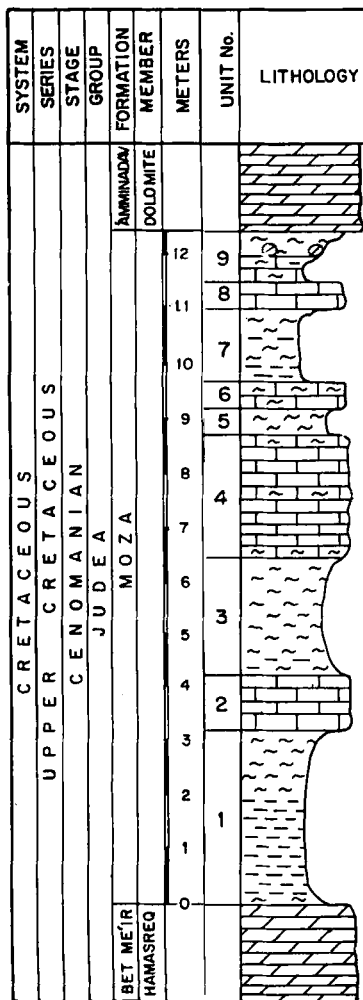 SYSTEM
SERIES
STAGE
GROUP
FORMATION
MEMBER
METERS
UNIT No.
LITHOLOGY
CRETACEOUS
UPPER CRETACEOUS
CENOMANIAN
JUDEA
AMMINADAV
DOLOMITE
MOZA
BET ME'IR
HAMASREQ
12
11
10
9
8
7
6
5
4
3
2
1
0
9
8
7
6
5
4
3
2
1